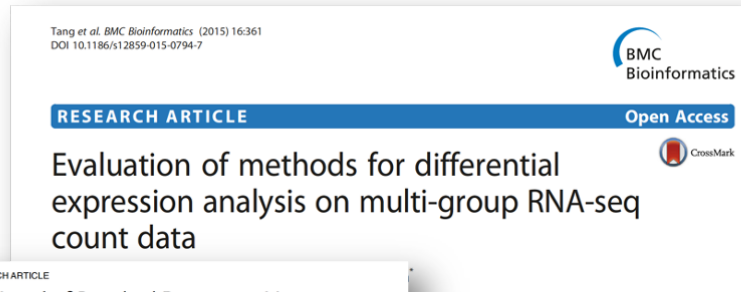 Tang et al. BMC Bioinformatics (2015) 16:361
DOI 10.1186/s12859-015-0794-7
BMC
Bioinformatics
RESEARCH ARTICLE
Open Access
CrossMark
Evaluation of methods for differential
expression analysis on multi-group RNA-seq
count data
ARTICLE